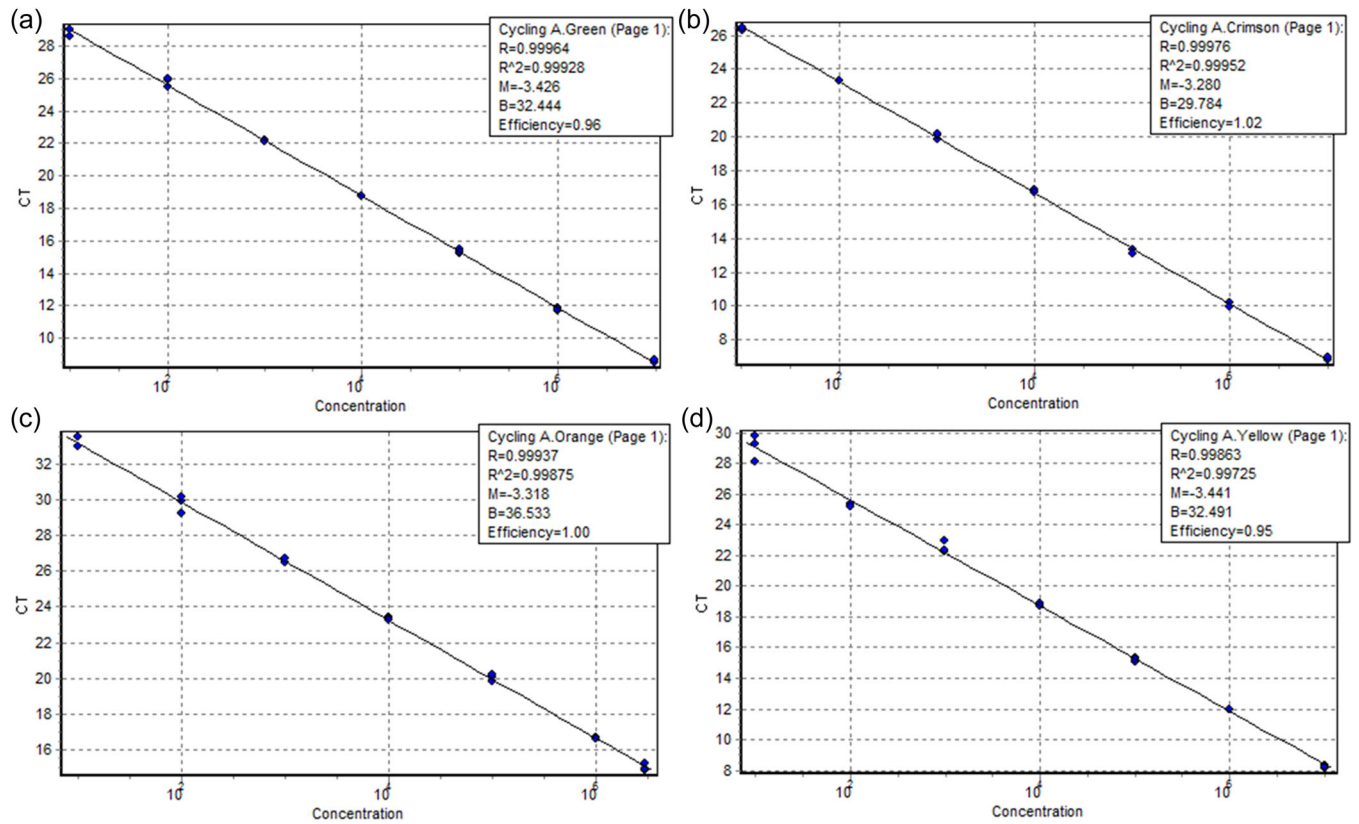 (a)
28
26
24
22
20
18
16
14
12
10
CT
Cycling A.Green (Page 1):
R=0.99964
R^2=0.99928
M=-3.426
B=32.444
Efficiency=0.96
Concentration
(b)
26
24
22
20
18
16
14
12
10
8
CT
Cycling A.Crimson (Page 1):
R=0.99976
R^2=0.99952
M=-3.280
B=29.784
Efficiency=1.02
Concentration
(c)
32
30
28
26
24
22
20
18
16
CT
Cycling A.Orange (Page 1):
R=0.99937
R^2=0.99875
M=-3.318
B=36.533
Efficiency=1.00
Concentration
(d)
30
28
26
24
22
20
18
16
14
12
10
8
CT
Cycling A.Yellow (Page 1):
R=0.99863
R^2=0.99725
M=-3.441
B=32.491
Efficiency=0.95
Concentration